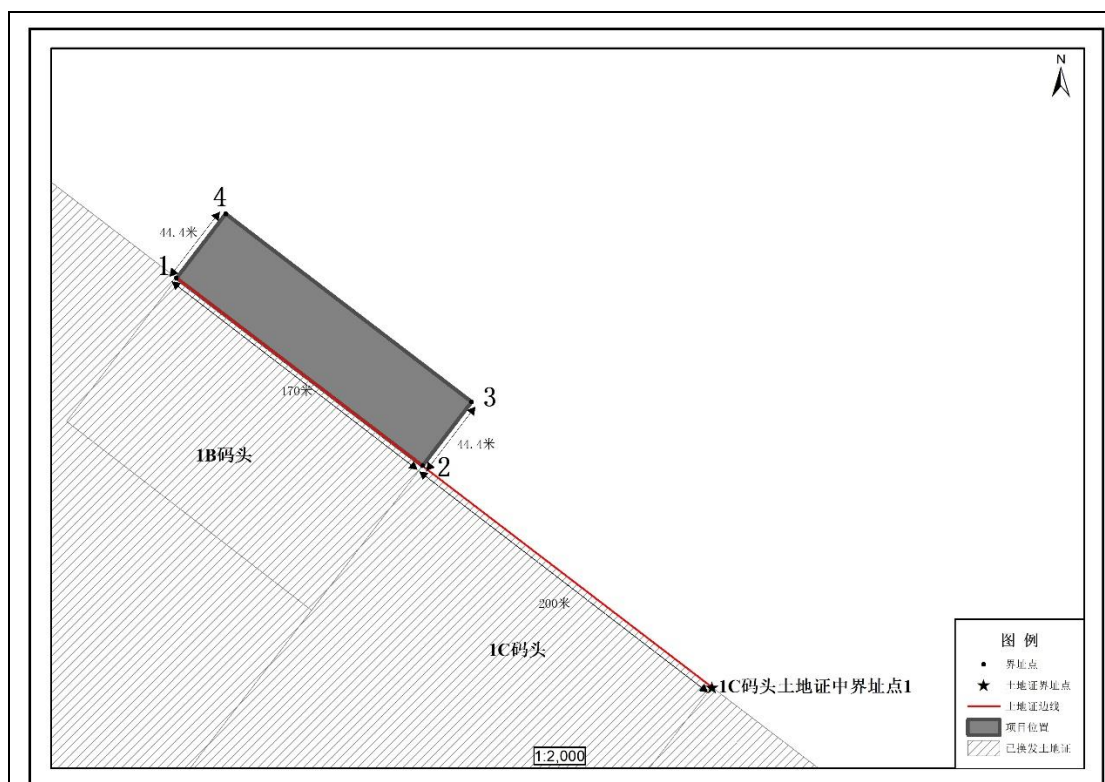 N
4
44.4米
1
170米
3
44.4米
2
1B码头
200米
1C码头
1C码头土地证中界址点1
图 例
界址点
土地证界址点
土地证边线
项目位置
已换发土地证
1:2,000